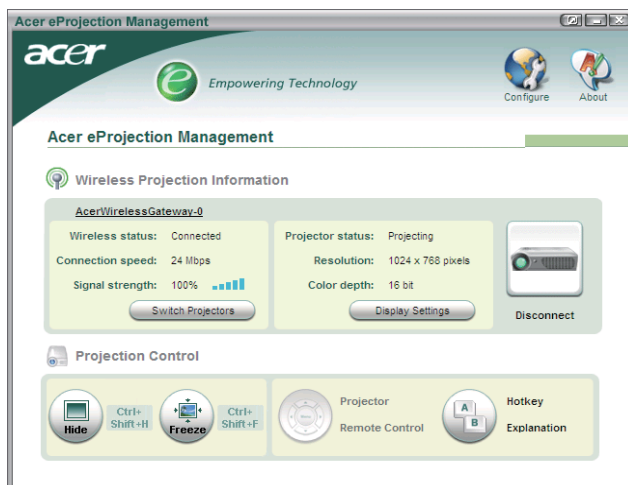 Acer eProjection Management
acer
e Empowering Technology
Configure
About
Acer eProjection Management
Wireless Projection Information
AcerWirelessGateway-0
Wireless status: Connected
Connection speed: 24 Mbps
Signal strength: 100%
Switch Projectors
Projector status: Projecting
Resolution: 1024 x 768 pixels
Color depth: 16 bit
Display Settings
Disconnect
Projection Control
Hide
Ctrl+
Shift+H
Freeze
Ctrl+
Shift+F
Menu
Projector
Remote Control
A
B
Hotkey
Explanation